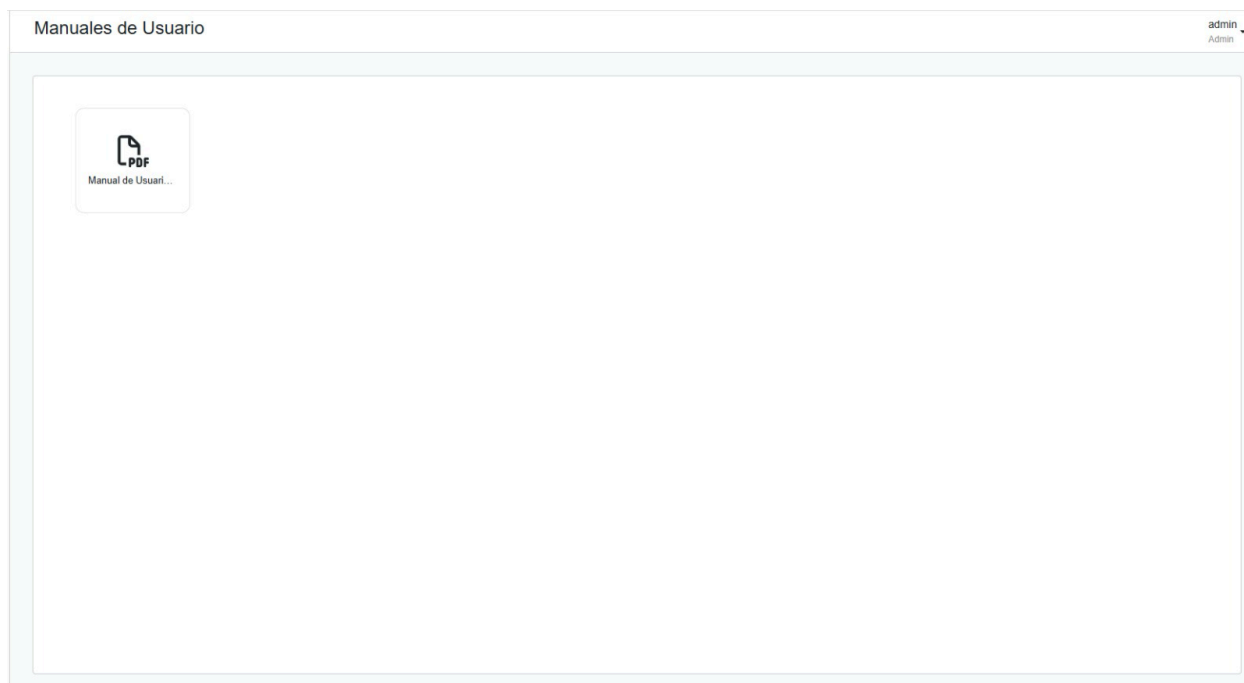 Manuales de Usuario
admin
Admin
PDF
Manual de Usuari...